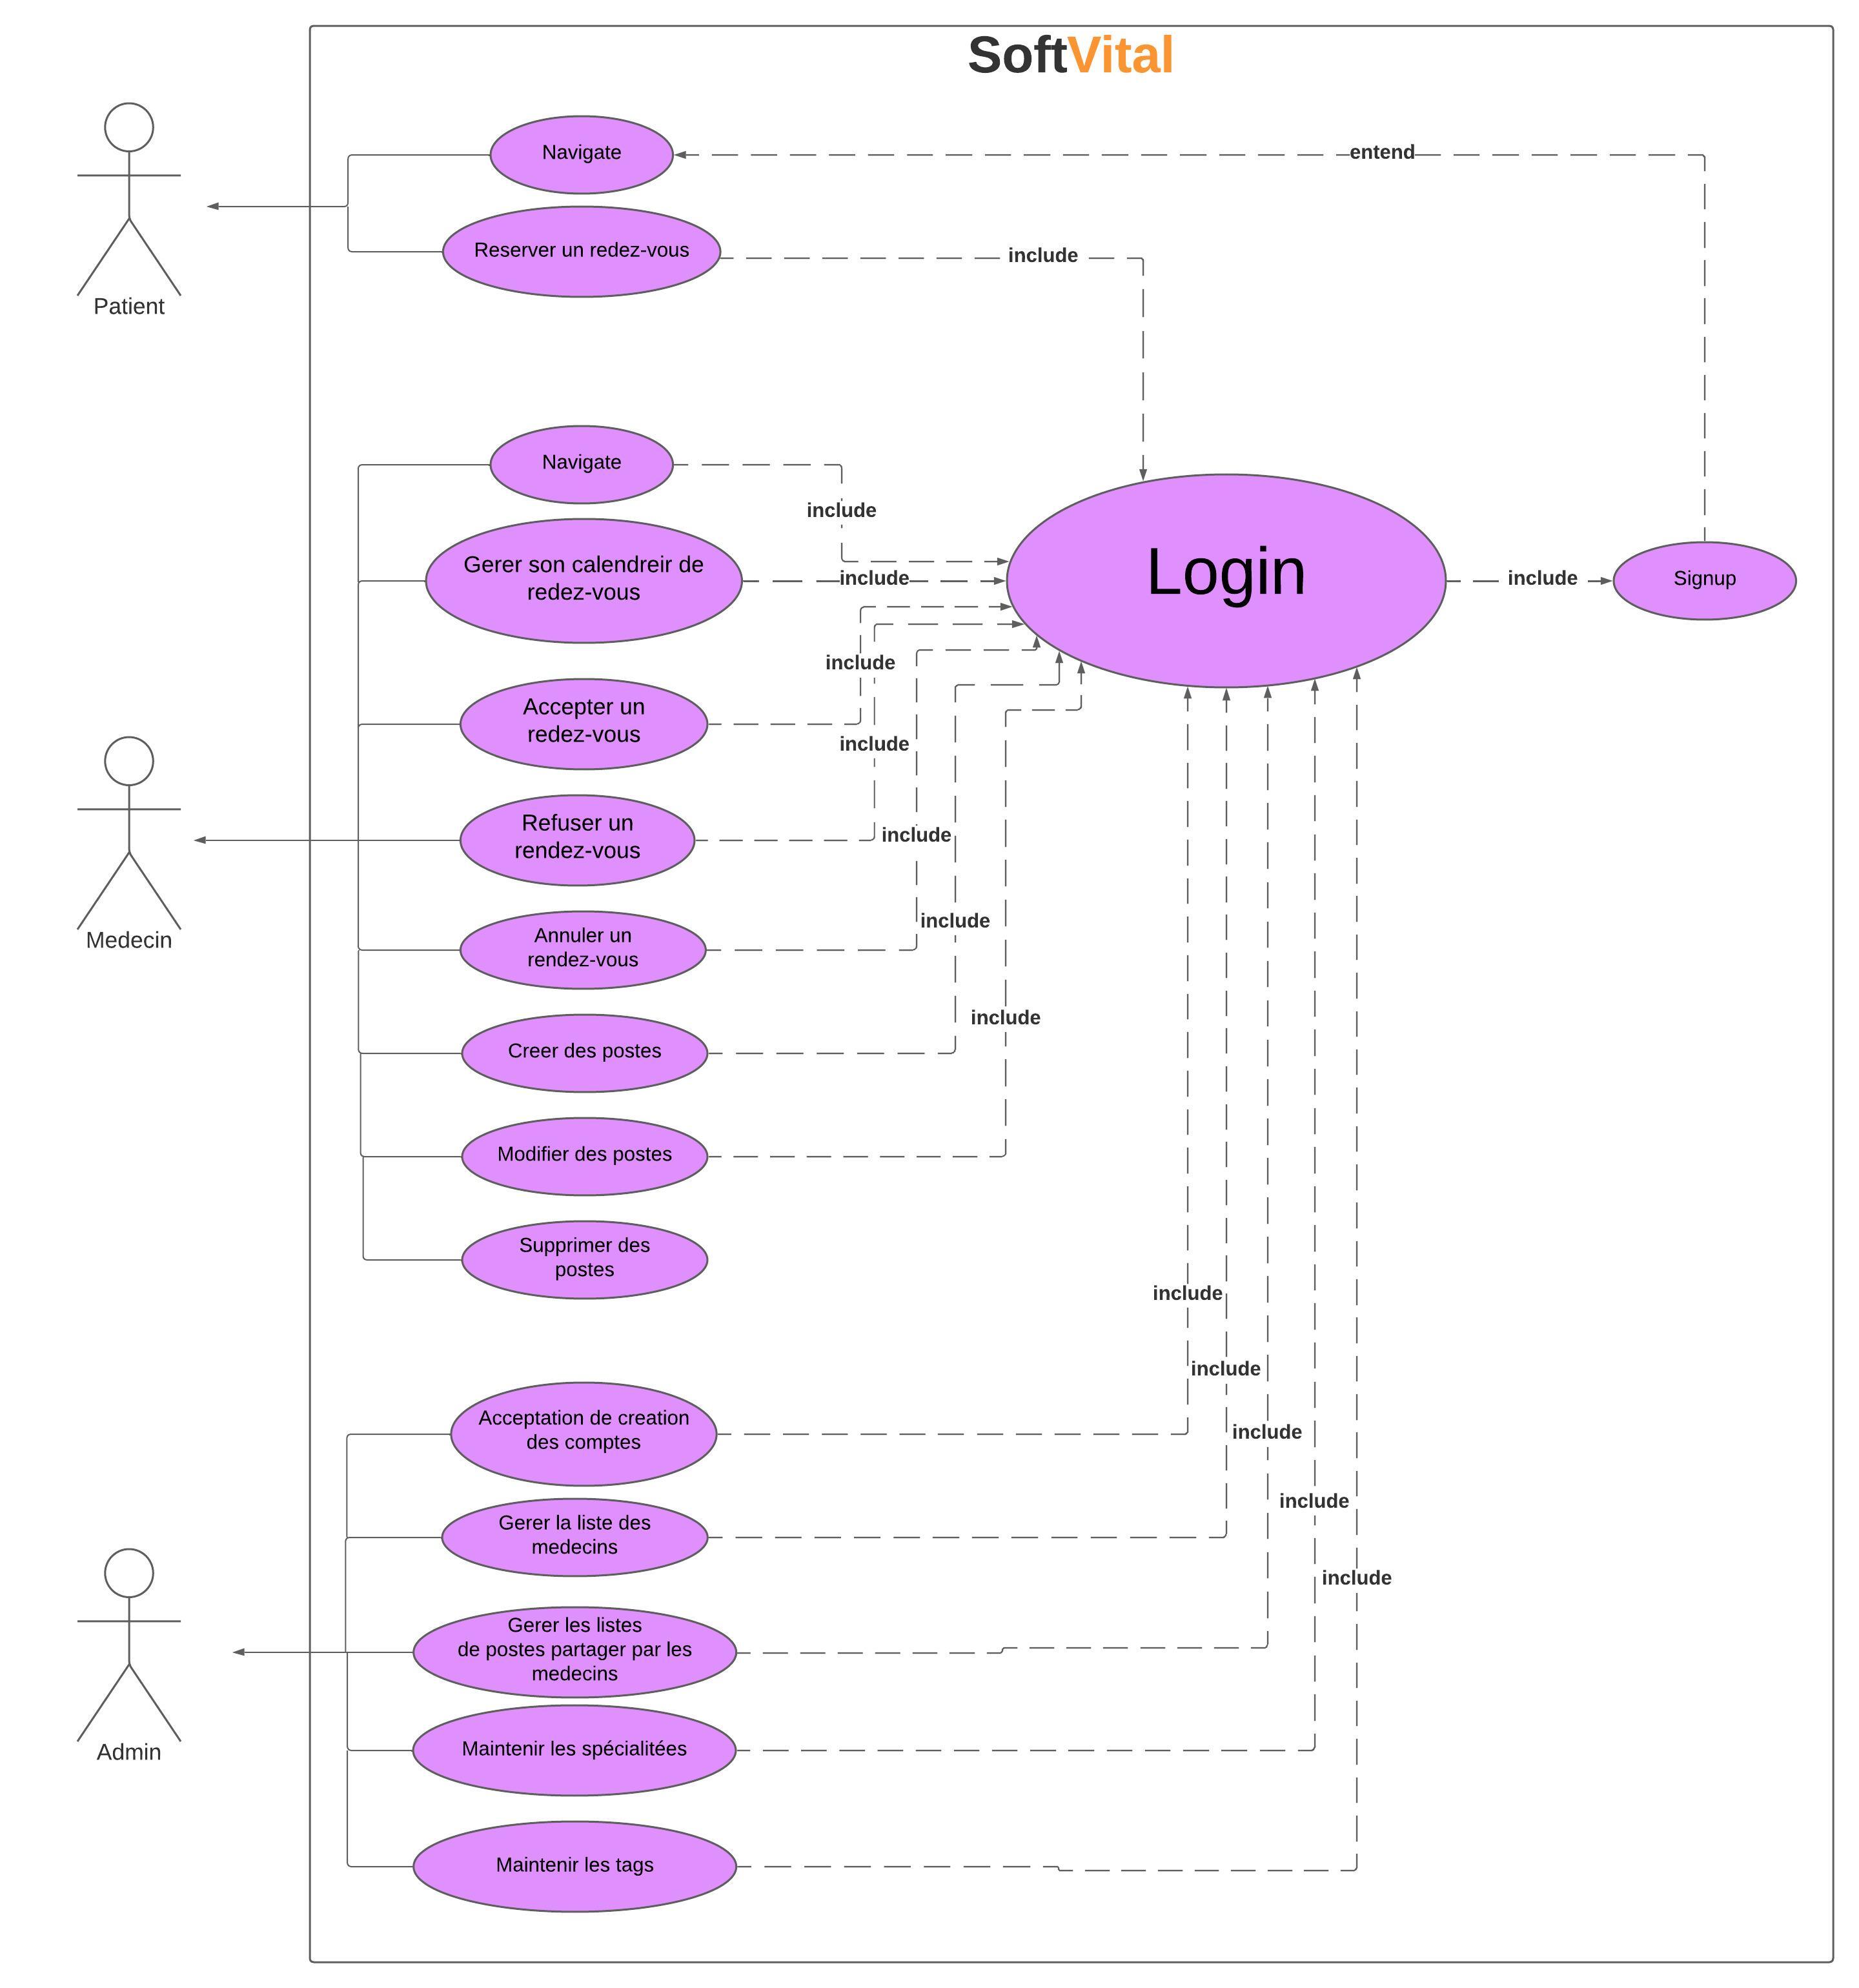 SoftVital
Navigate
entend
Reserver un redez-vous
include
Patient
Navigate
include
Gerer son calendreir de
redez-vous
include
Login
include
Signup
include
Accepter un
redez-vous
include
Refuser un
rendez-vous
include
Medecin
Annuler un
rendez-vous
include
Creer des postes
include
Modifier des postes
Supprimer des
postes
include
include
Acceptation de creation
des comptes
include
include
Gerer la liste des
medecins
include
Gerer les listes
de postes partager par les
medecins
Admin
Maintenir les spécialitées
Maintenir les tags